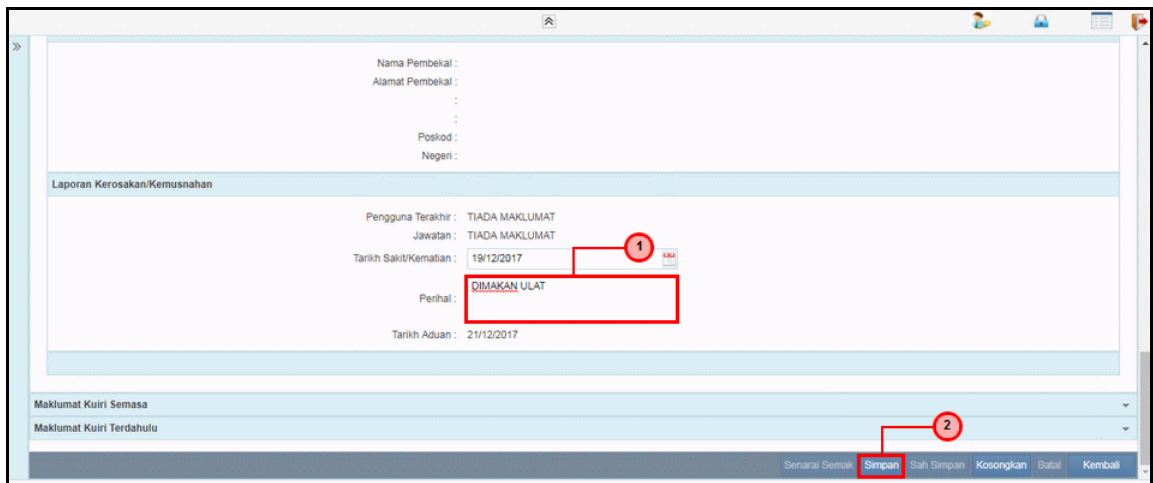 Nama Pembekal :
Alamat Pembekal :
:
:
Poskod :
Negeri :
Laporan Kerosakan/Kemusnahan
Pengguna Terakhir : TIADA MAKLUMAT
Jawatan : TIADA MAKLUMAT
1
Tarikh Sakit/Kematian : 19/12/2017
Perihal : DIMAKAN ULAT
Tarikh Aduan : 21/12/2017
Maklumat Kuiri Semasa
Maklumat Kuiri Terdahulu
2
Senarai Semak Simpan Sah Simpan Kosongkan Batal Kembali